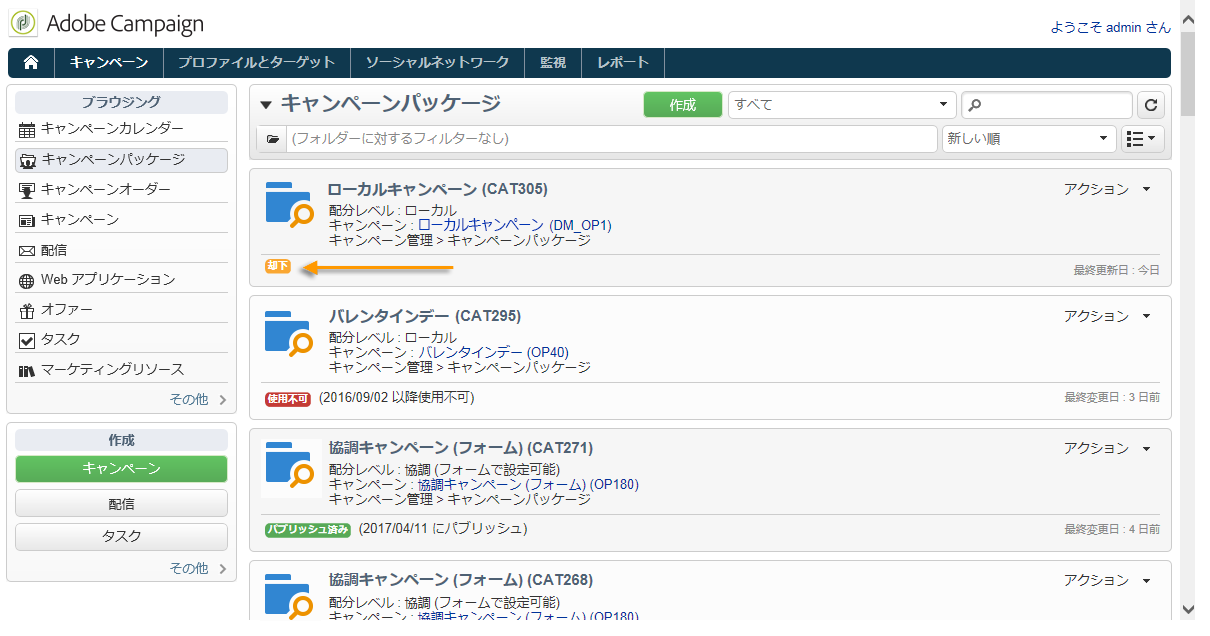 Adobe Campaign
ようこそ admin さん
キャンペーン プロファイルとターゲット ソーシャルネットワーク 監視 レポート
ブラウジング
キャンペーンカレンダー
キャンペーンパッケージ
キャンペーンオーダー
キャンペーン
配信
Web アプリケーション
オファー
タスク
マーケティングリソース
その他
作成
キャンペーン
配信
タスク
その他
キャンペーンパッケージ 作成 すべて
(フォルダーに対するフィルターなし) 新しい順
ローカルキャンペーン (CAT305) アクション
配分レベル : ローカル
キャンペーン : ローカルキャンペーン (DM_OP1)
キャンペーン管理 > キャンペーンパッケージ
却下 最終更新日 : 今日
バレンタインデー (CAT295) アクション
配分レベル : ローカル
キャンペーン : バレンタインデー (OP40)
キャンペーン管理 > キャンペーンパッケージ
使用不可 (2016/09/02 以降使用不可) 最終変更日 : 3 日前
協調キャンペーン (フォーム) (CAT271) アクション
配分レベル : 協調 (フォームで設定可能)
キャンペーン : 協調キャンペーン (フォーム) (OP180)
キャンペーン管理 > キャンペーンパッケージ
パブリッシュ済み (2017/04/11 にパブリッシュ) 最終変更日 : 4 日前
協調キャンペーン (フォーム) (CAT268) アクション
配分レベル : 協調 (フォームで設定可能)
キャンペーン : 協調キャンペーン (フォーム) (OP180)